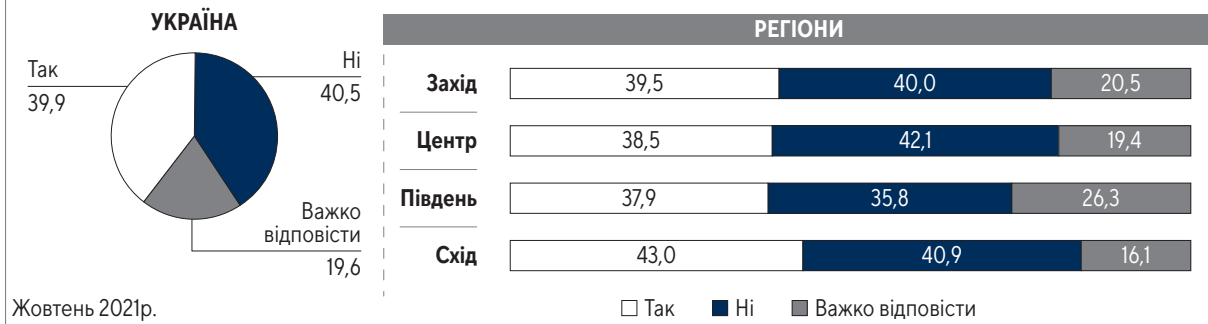 УКРАЇНА
Так
39,9
Ні
40,5
Важко
відповісти
19,6
Жовтень 2021р.
РЕГІОНИ
Захід 39,5 40,0 20,5
Центр 38,5 42,1 19,4
Південь 37,9 35,8 26,3
Схід 43,0 40,9 16,1
Так Ні Важко відповісти